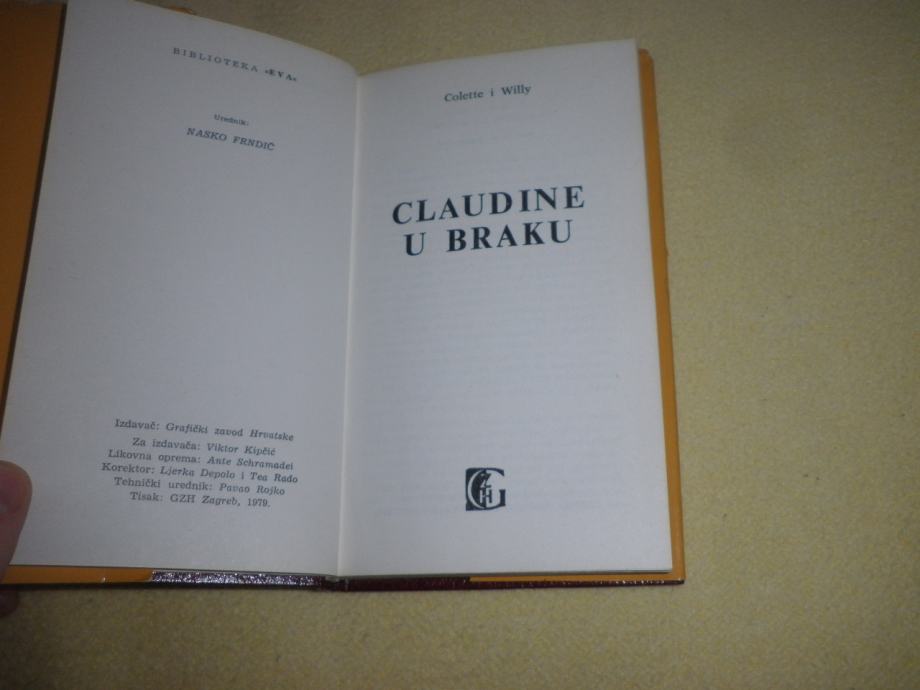 BIBLIOTEKA »EVA«
Urednik:
NASKO FRNDIĆ
Izdavač: Grafički zavod Hrvatske
Za izdavača: Viktor Kipčić
Likovna oprema: Ante Schramadei
Korektor: Ljerka Depolo i Tea Rado
Tehnički urednik: Pavao Rojko
Tisak: GZH Zagreb, 1979.
Colette i Willy
CLAUDINE
U BRAKU
GZH